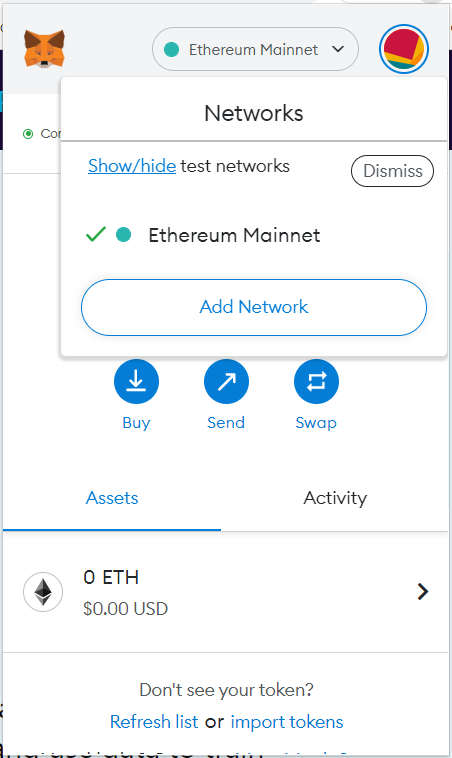 Ethereum Mainnet
Networks
Show/hide test networks
Dismiss
Ethereum Mainnet
Add Network
Buy Send Swap
Assets Activity
0 ETH
$0.00 USD
Don't see your token?
Refresh list or import tokens